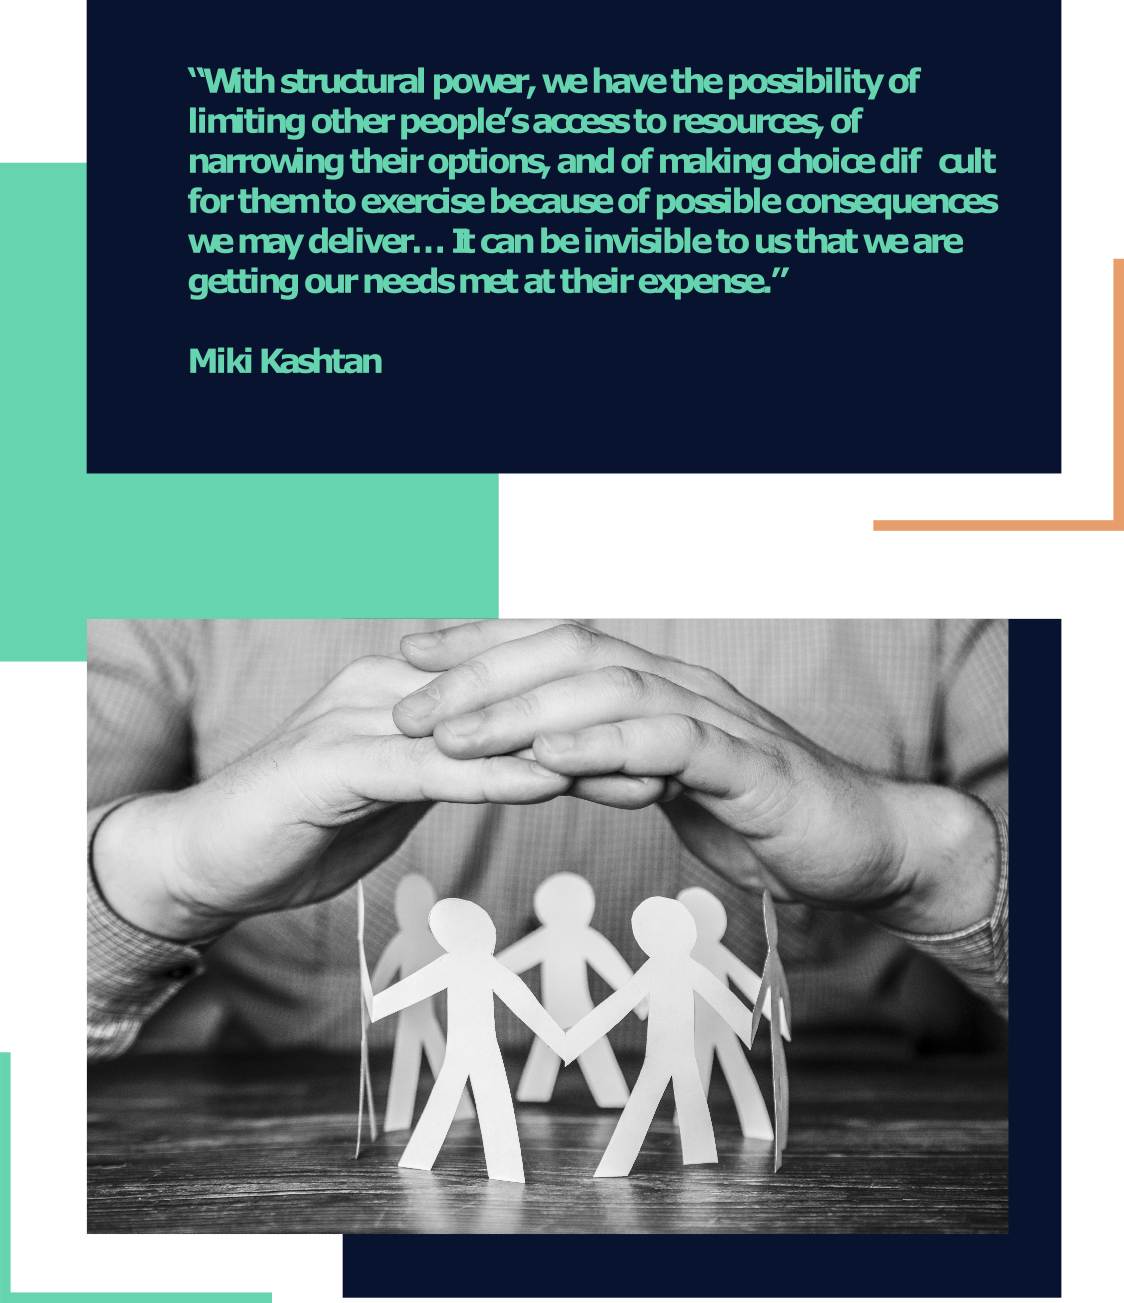 “With structural power, we have the possibility of
limiting other people’s access to resources, of
narrowing their options, and of making choice dif cult
for them to exercise because of possible consequences
we may deliver… It can be invisible to us that we are
getting our needs met at their expense.”
Miki Kashtan